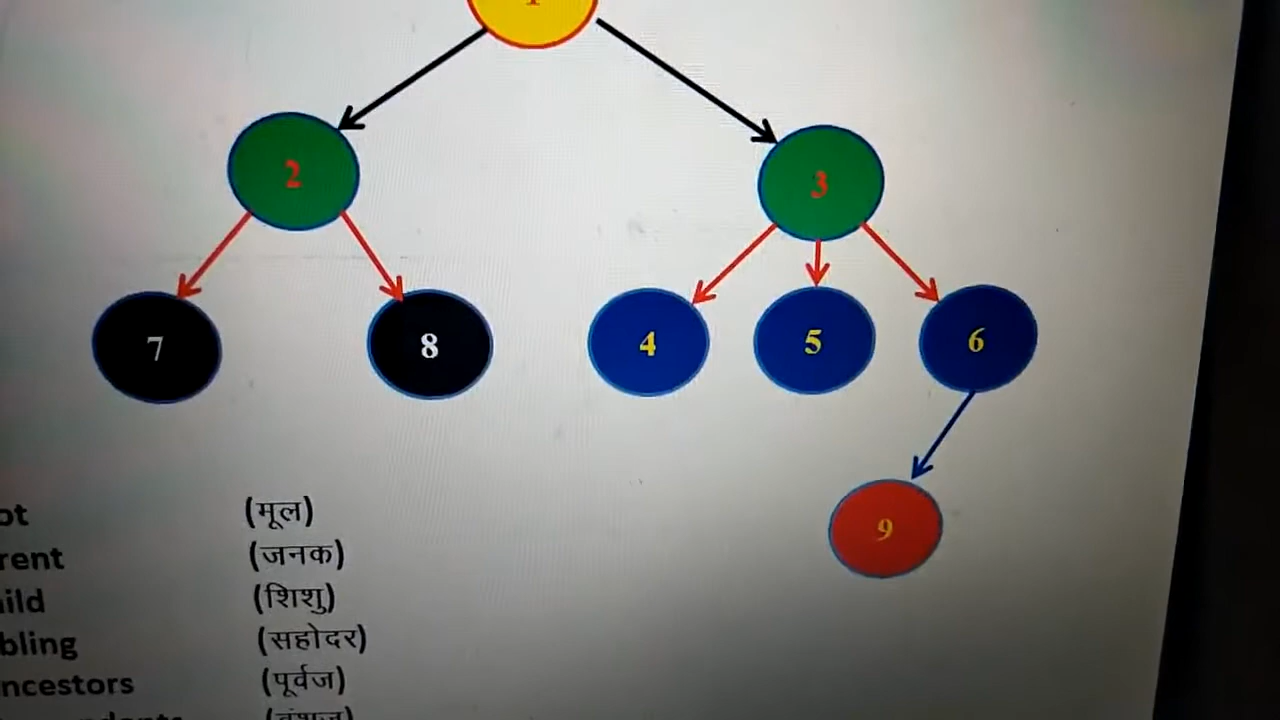 2
3
7
8
4
5
6
9
ot (मूल)
rent (जनक)
ild (शिशु)
bling (सहोदर)
ncestors (पूर्वज)